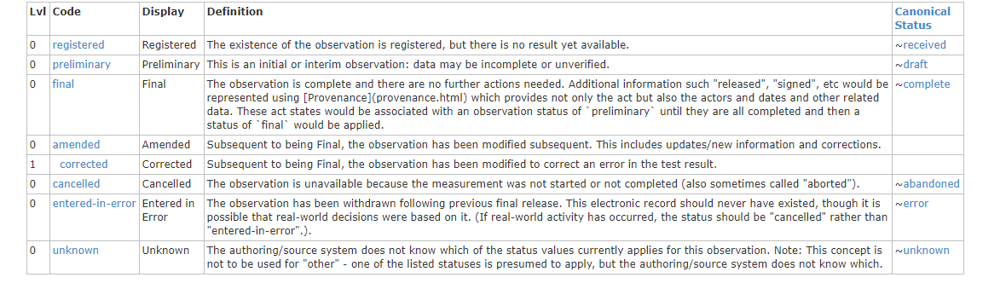 Lvl Code Display Definition Canonical
Status
0 registered Registered The existence of the observation is registered, but there is no result yet available. ~received
0 preliminary Preliminary This is an initial or interim observation: data may be incomplete or unverified. ~draft
0 final Final The observation is complete and there are no further actions needed. Additional information such "released", "signed", etc would be ~complete
represented using [Provenance](provenance.html) which provides not only the act but also the actors and dates and other related
data. These act states would be associated with an observation status of `preliminary` until they are all completed and then a
status of `final` would be applied.
0 amended Amended Subsequent to being Final, the observation has been modified subsequent. This includes updates/new information and corrections.
1 corrected Corrected Subsequent to being Final, the observation has been modified to correct an error in the test result.
0 cancelled Cancelled The observation is unavailable because the measurement was not started or not completed (also sometimes called "aborted"). ~abandoned
0 entered-in-error Entered in The observation has been withdrawn following previous final release. This electronic record should never have existed, though it is ~error
Error possible that real-world decisions were based on it. (If real-world activity has occurred, the status should be "cancelled" rather than
"entered-in-error".).
0 unknown Unknown The authoring/source system does not know which of the status values currently applies for this observation. Note: This concept is ~unknown
not to be used for "other" - one of the listed statuses is presumed to apply, but the authoring/source system does not know which.